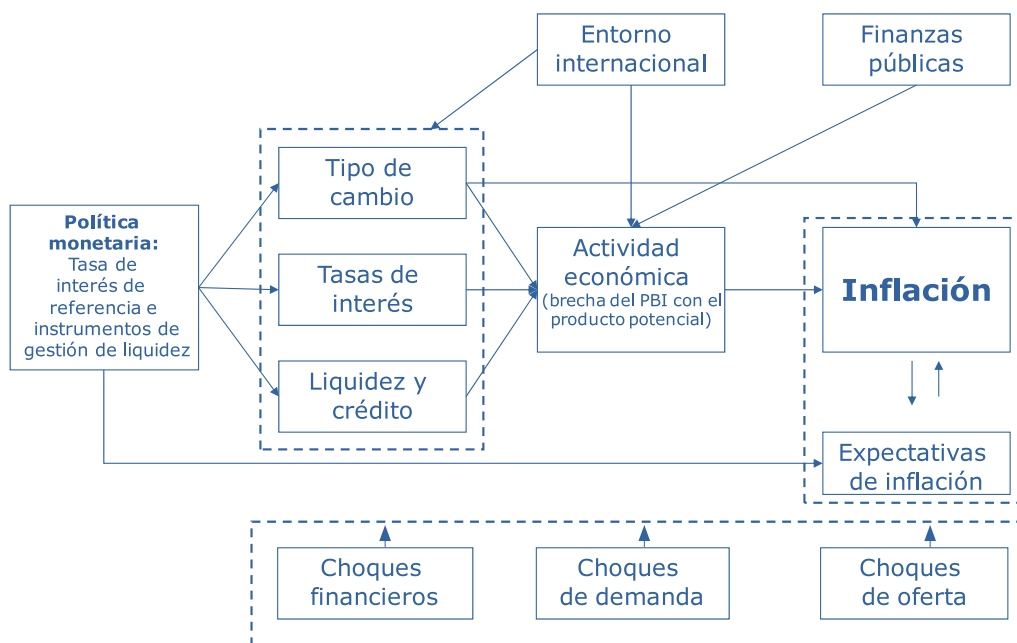 Entorno
internacional
Finanzas
públicas
Tipo de
cambio
Política
monetaria:
Tasa de
interés de
referencia e
instrumentos de
gestión de liquidez
Tasas de
interés
Liquidez y
crédito
Actividad
económica
(brecha del PBI con el
producto potencial)
Inflación
Expectativas
de inflación
Choques
financieros
Choques
de demanda
Choques
de oferta